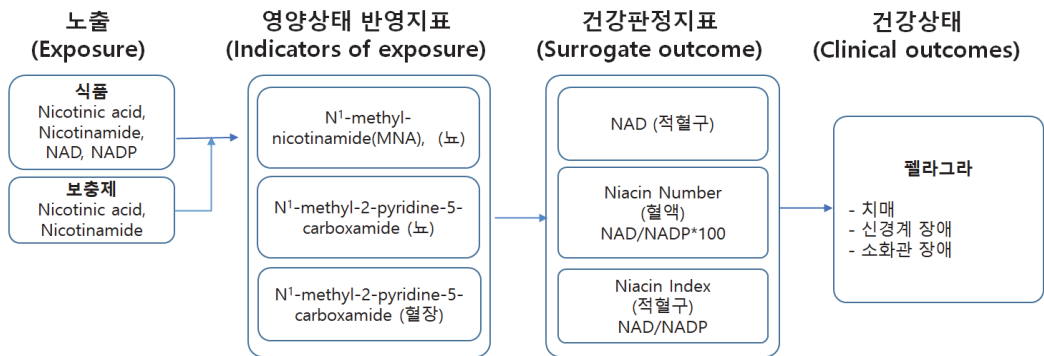 노출
(Exposure)
영양상태 반영지표
(Indicators of exposure)
건강판정지표
(Surrogate outcome)
건강상태
(Clinical outcomes)
식품
Nicotinic acid,
Nicotinamide,
NAD, NADP
보충제
Nicotinic acid,
Nicotinamide
N¹-methyl-
nicotinamide(MNA), (뇨)
N¹-methyl-2-pyridine-5-
carboxamide (뇨)
N¹-methyl-2-pyridine-5-
carboxamide (혈장)
NAD (적혈구)
Niacin Number
(혈액)
NAD/NADP*100
Niacin Index
(적혈구)
NAD/NADP
펠라그라
- 치매
- 신경계 장애
- 소화관 장애